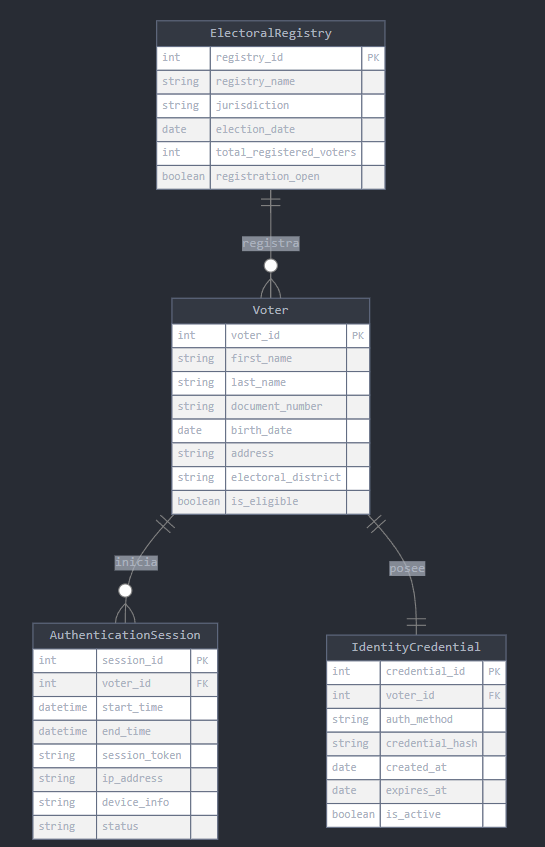 ElectoralRegistry
int registry_id PK
string registry_name
string jurisdiction
date election_date
int total_registered_voters
boolean registration_open
registra
Voter
int voter_id PK
string first_name
string last_name
string document_number
date birth_date
string address
string electoral_district
boolean is_eligible
inicia
posee
AuthenticationSession
int session_id PK
int voter_id FK
datetime start_time
datetime end_time
string session_token
string ip_address
string device_info
string status
IdentityCredential
int credential_id PK
int voter_id FK
string auth_method
string credential_hash
date created_at
date expires_at
boolean is_active